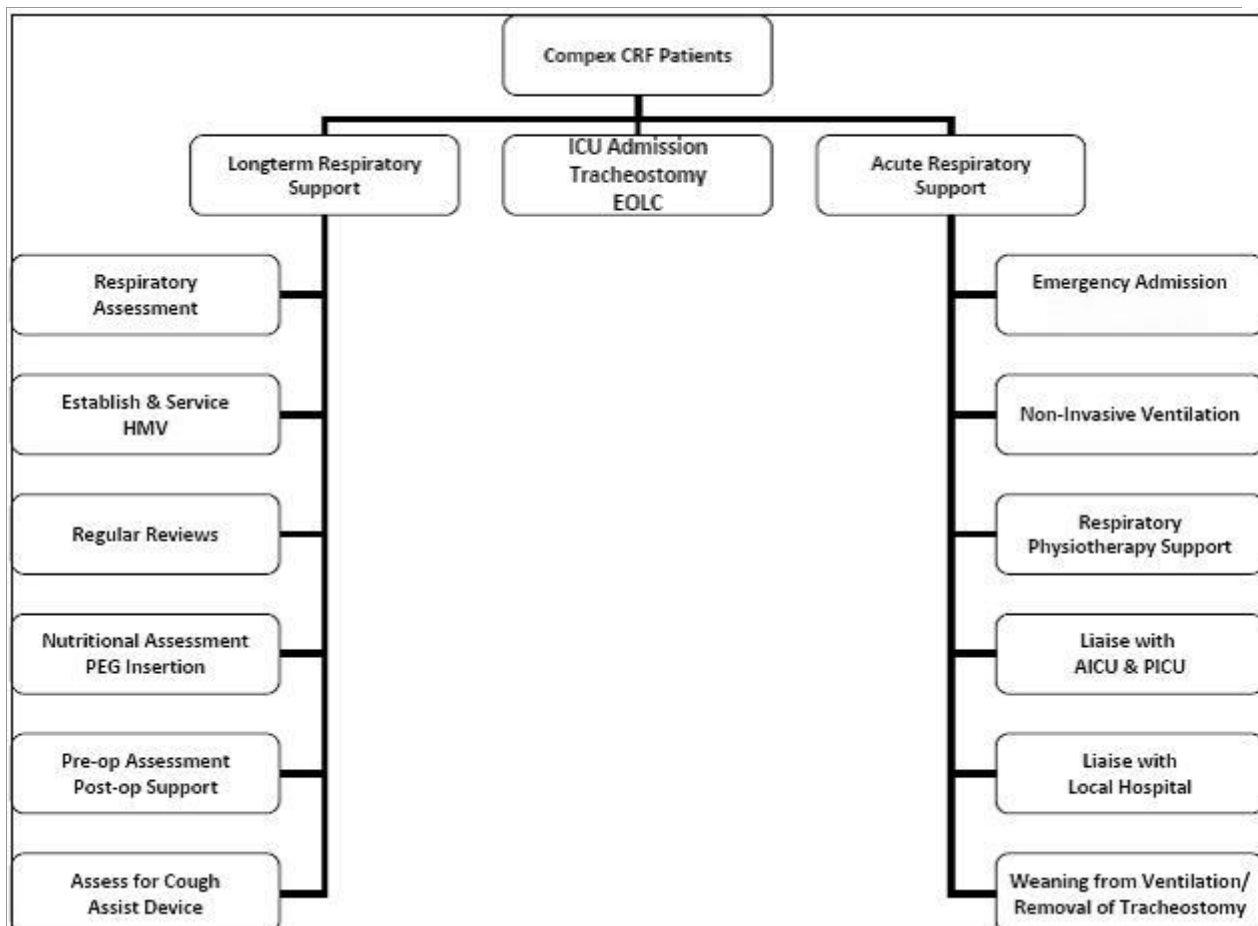 Compex CRF Patients
Longterm Respiratory
Support
ICU Admission
Tracheostomy
EOLC
Acute Respiratory
Support
Respiratory
Assessment
Establish & Service
HMV
Regular Reviews
Nutritional Assessment
PEG Insertion
Pre-op Assessment
Post-op Support
Assess for Cough
Assist Device
Emergency Admission
Non-Invasive Ventilation
Respiratory
Physiotherapy Support
Liaise with
AICU & PICU
Liaise with
Local Hospital
Weaning from Ventilation/
Removal of Tracheostomy